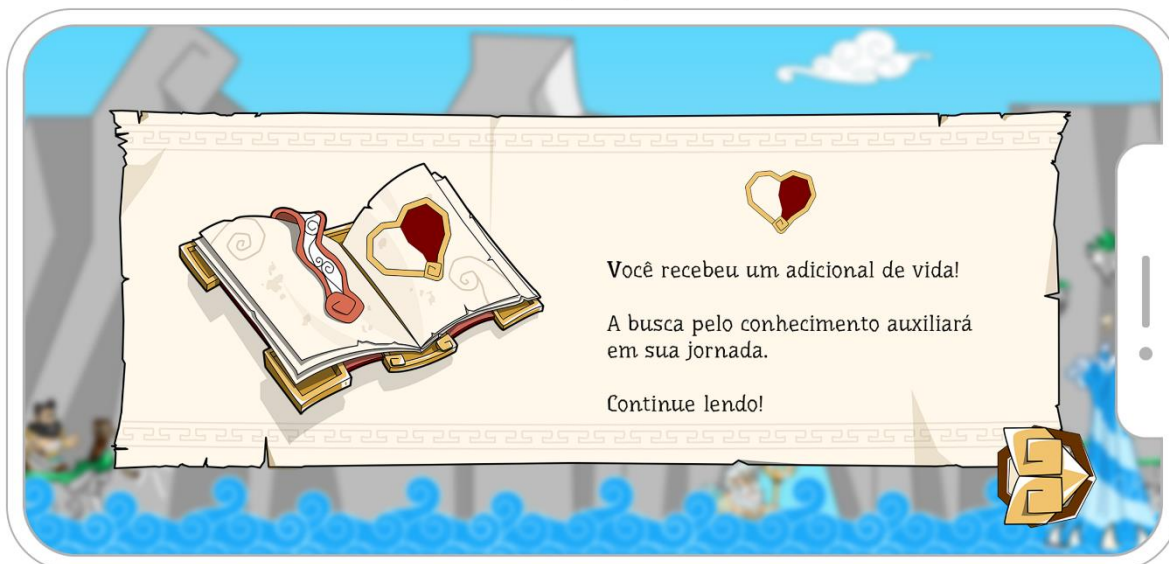 Você recebeu um adicional de vida!
A busca pelo conhecimento auxiliará
em sua jornada.
Continue lendo!